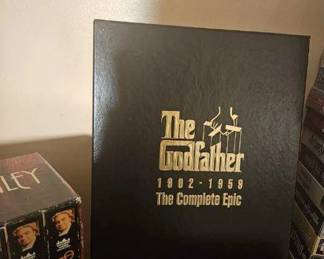 The
Godfather
1902-1959
The Complete Epic
LEY